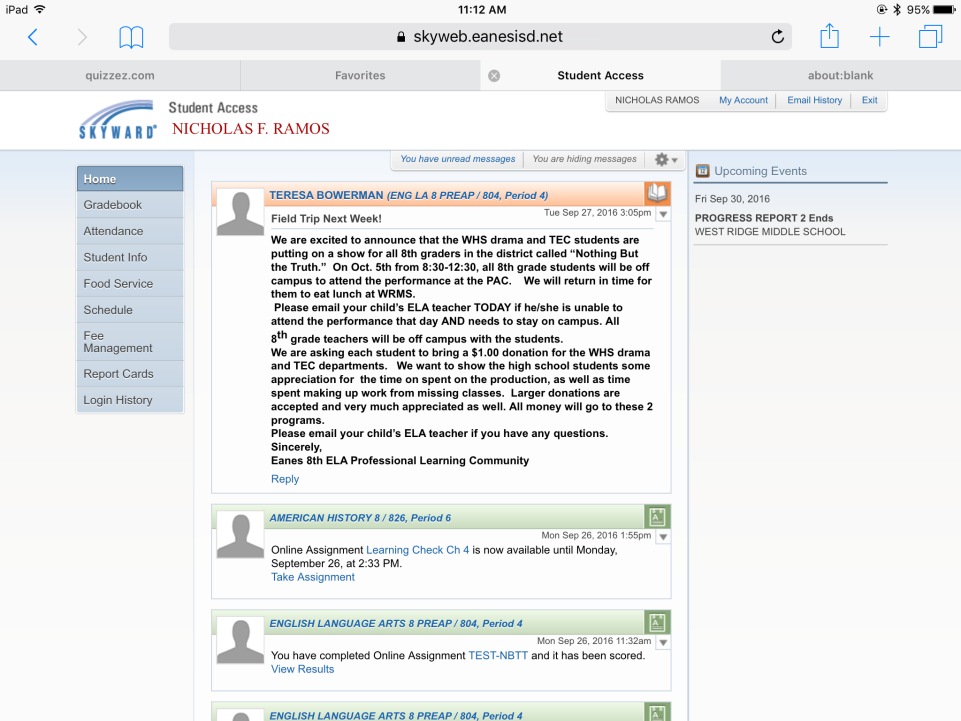 iPad 11:12 AM 95%
skyweb.eanesisd.net
quizzez.com Favorites Student Access about:blank
NICHOLAS RAMOS My Account Email History Exit
SKYWARD® Student Access
NICHOLAS F. RAMOS
You have unread messages You are hiding messages
Home
Gradebook
Attendance
Student Info
Food Service
Schedule
Fee
Management
Report Cards
Login History
TERESA BOWERMAN (ENG LA 8 PREAP / 804, Period 4)
Tue Sep 27, 2016 3:05pm
Field Trip Next Week!
We are excited to announce that the WHS drama and TEC students are
putting on a show for all 8th graders in the district called “Nothing But
the Truth.”  On Oct. 5th from 8:30-12:30, all 8th grade students will be off
campus to attend the performance at the PAC.    We will return in time for
them to eat lunch at WRMS.
Please email your child’s ELA teacher TODAY if he/she is unable to
attend the performance that day AND needs to stay on campus. All
8th grade teachers will be off campus with the students.
We are asking each student to bring a $1.00 donation for the WHS drama
and TEC departments.   We want to show the high school students some
appreciation for  the time on spent on the production, as well as time
spent making up work from missing classes.  Larger donations are
accepted and very much appreciated as well. All money will go to these 2
programs.
Please email your child’s ELA teacher if you have any questions.
Sincerely,
Eanes 8th ELA Professional Learning Community
Reply
AMERICAN HISTORY 8 / 826, Period 6
Mon Sep 26, 2016 1:55pm
Online Assignment Learning Check Ch 4 is now available until Monday,
September 26, at 2:33 PM.
Take Assignment
ENGLISH LANGUAGE ARTS 8 PREAP / 804, Period 4
Mon Sep 26, 2016 11:32am
You have completed Online Assignment TEST-NBTT and it has been scored.
View Results
ENGLISH LANGUAGE ARTS 8 PREAP / 804, Period 4
Upcoming Events
Fri Sep 30, 2016
PROGRESS REPORT 2 Ends
WEST RIDGE MIDDLE SCHOOL